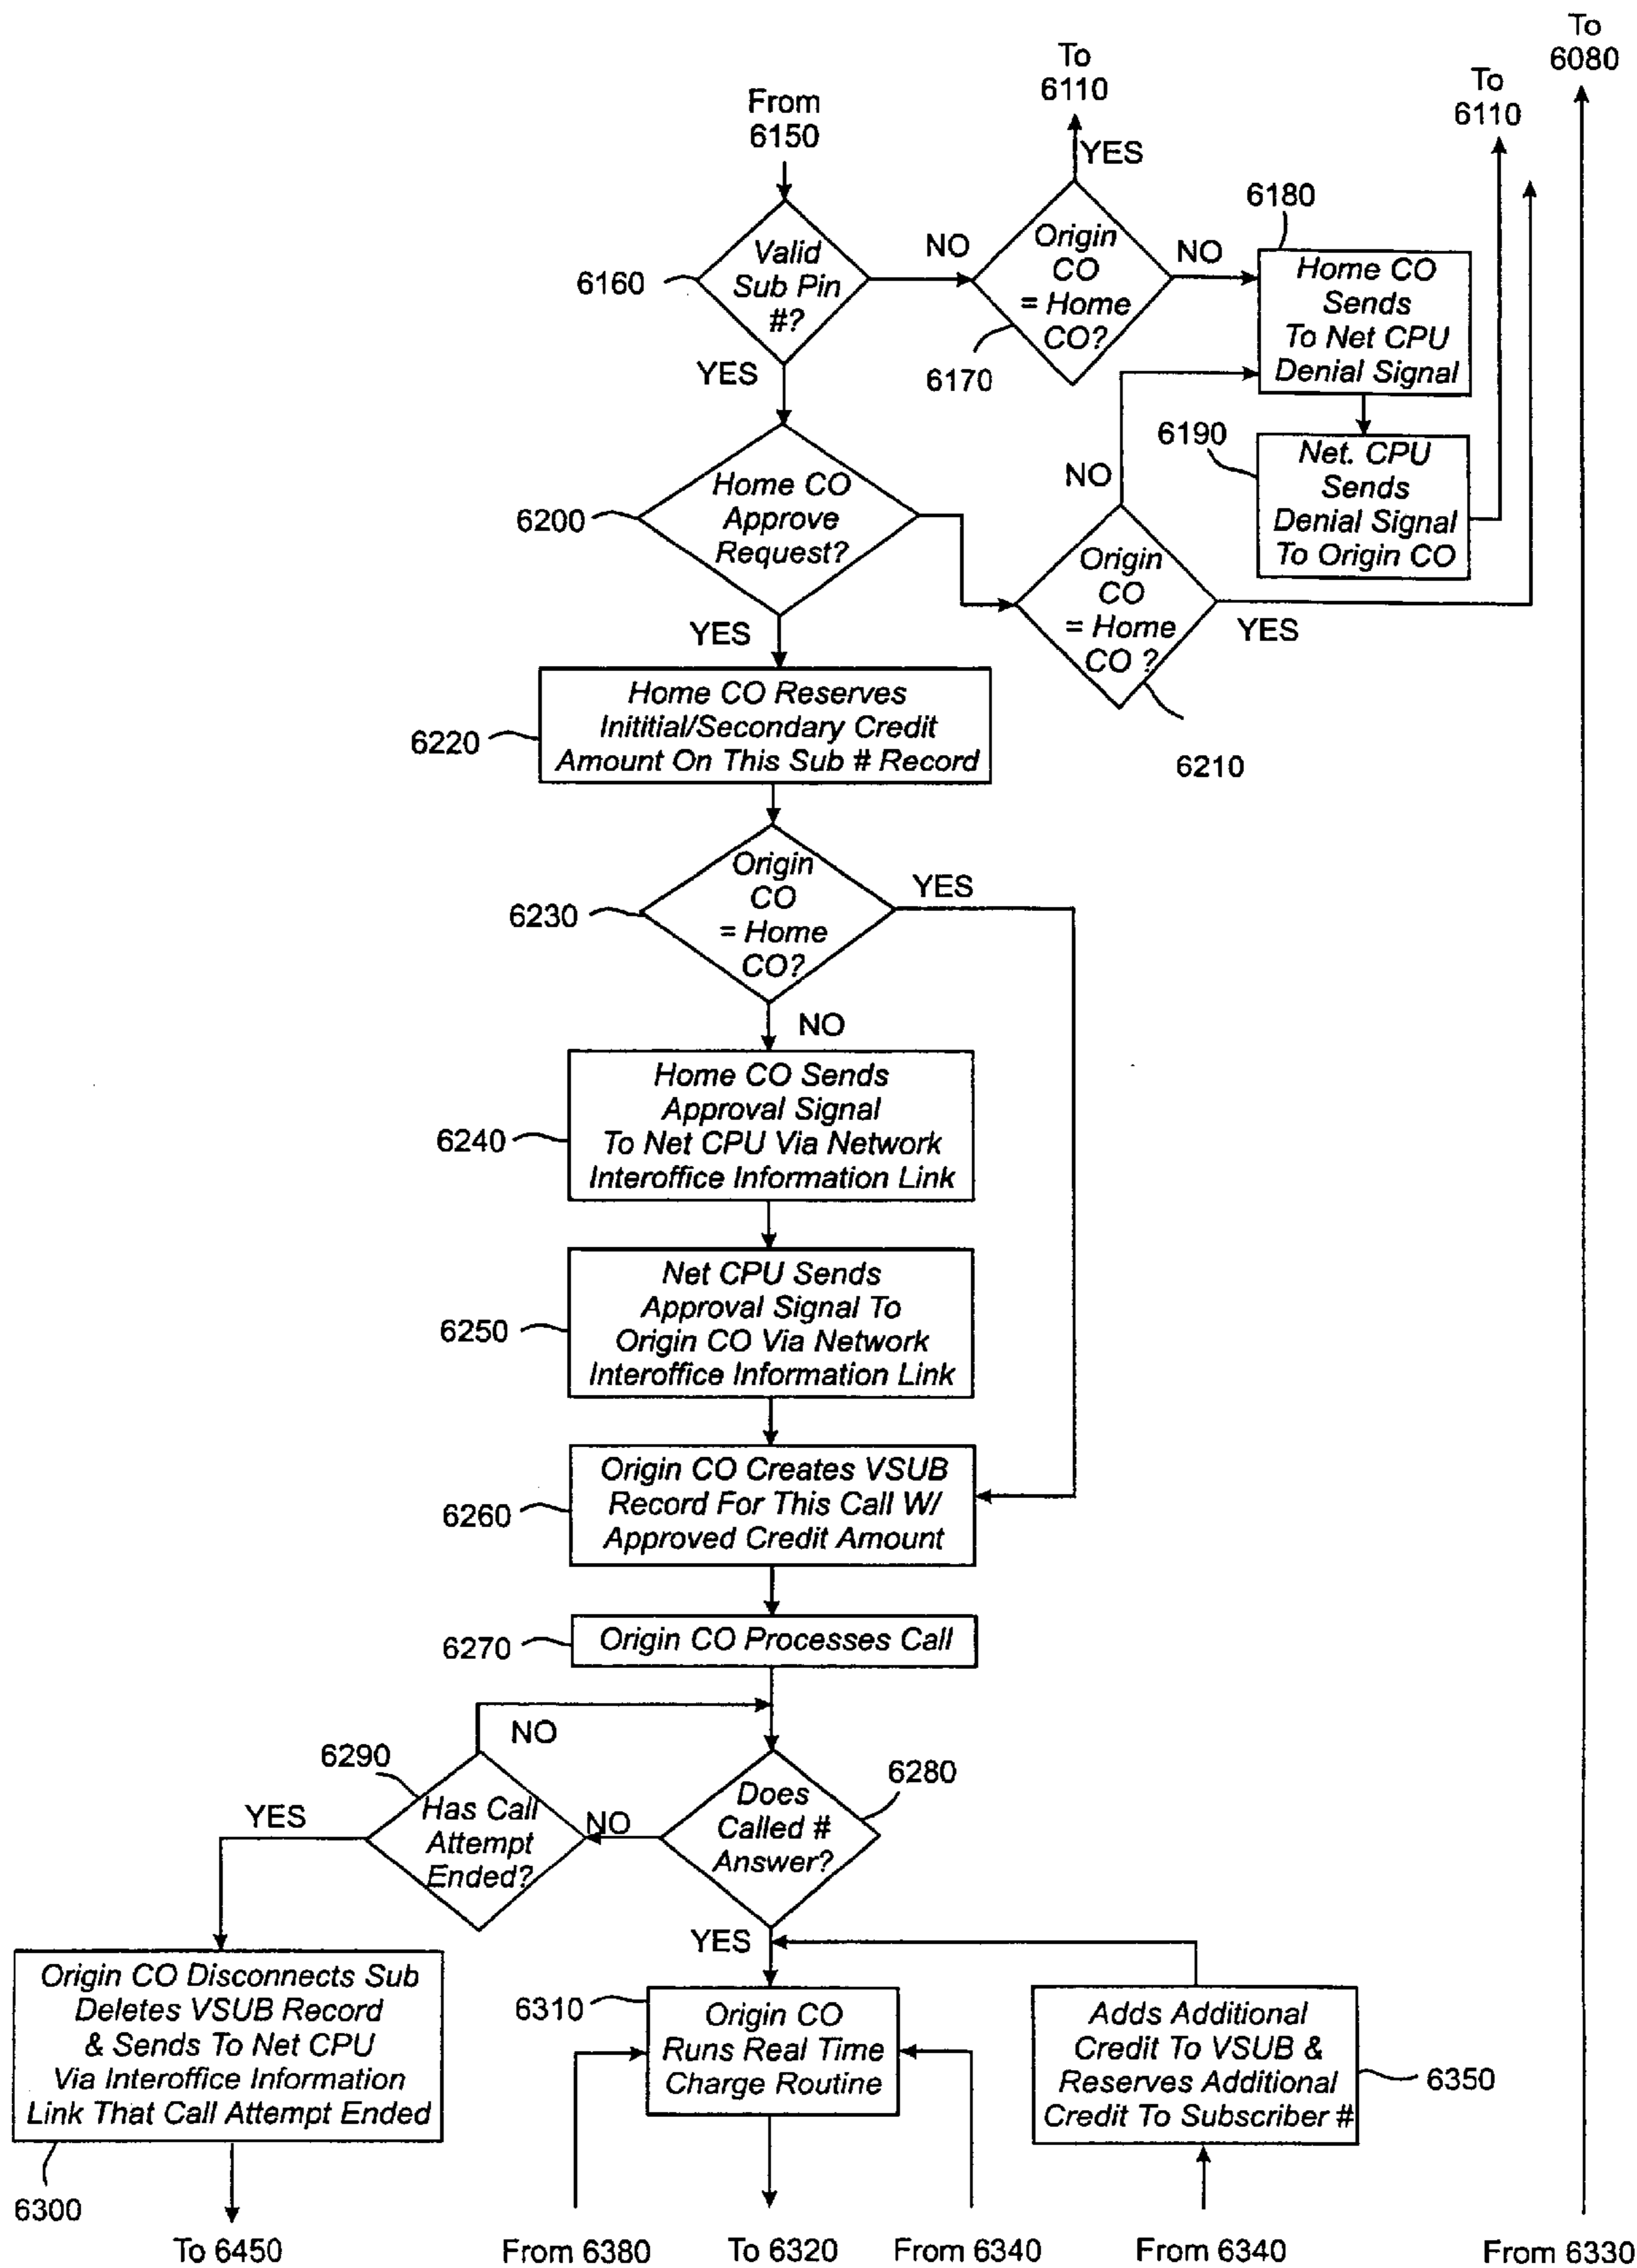 To
6080
To
6110
To
6110
From
6150
YES
6180
6160
Valid
Sub Pin
#?
NO
Origin
CO
= Home
CO?
NO
Home CO
Sends
To Net CPU
Denial Signal
6170
YES
6190
Net. CPU
Sends
Denial Signal
To Origin CO
NO
6200
Home CO
Approve
Request?
Origin
CO
= Home
CO ?
YES
YES
6210
6220
Home CO Reserves
Inititial/Secondary Credit
Amount On This Sub # Record
6230
Origin
CO
= Home
CO?
YES
NO
6240
Home CO Sends
Approval Signal
To Net CPU Via Network
Interoffice Information Link
6250
Net CPU Sends
Approval Signal To
Origin CO Via Network
Interoffice Information Link
6260
Origin CO Creates VSUB
Record For This Call W/
Approved Credit Amount
6270
Origin CO Processes Call
NO
6290
6280
YES
Has Call
Attempt
Ended?
NO
Does
Called #
Answer?
YES
Origin CO Disconnects Sub
Deletes VSUB Record
& Sends To Net CPU
Via Interoffice Information
Link That Call Attempt Ended
6300
6310
Origin CO
Runs Real Time
Charge Routine
Adds Additional
Credit To VSUB &
Reserves Additional
Credit To Subscriber #
6350
To 6450
From 6380
To 6320
From 6340
From 6340
From 6330